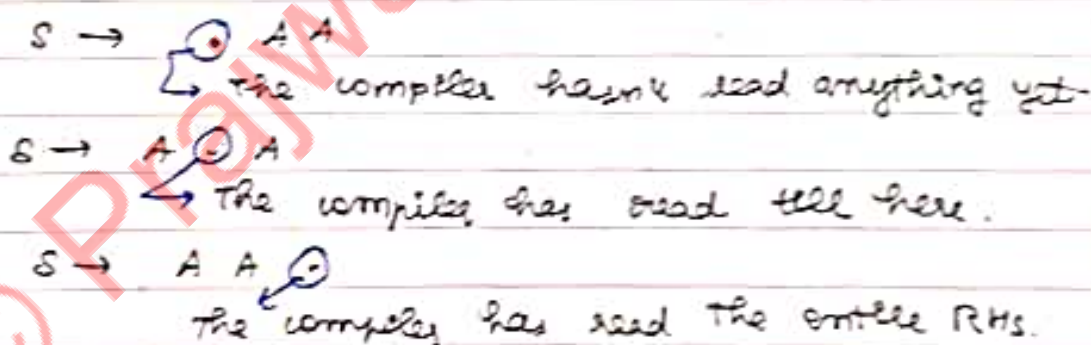 S → . A A
The compiler hasn't read anything yet
S → A . A
The compiler has read till here.
S → A A .
The compiler has read the entire RHS.
© Prajw